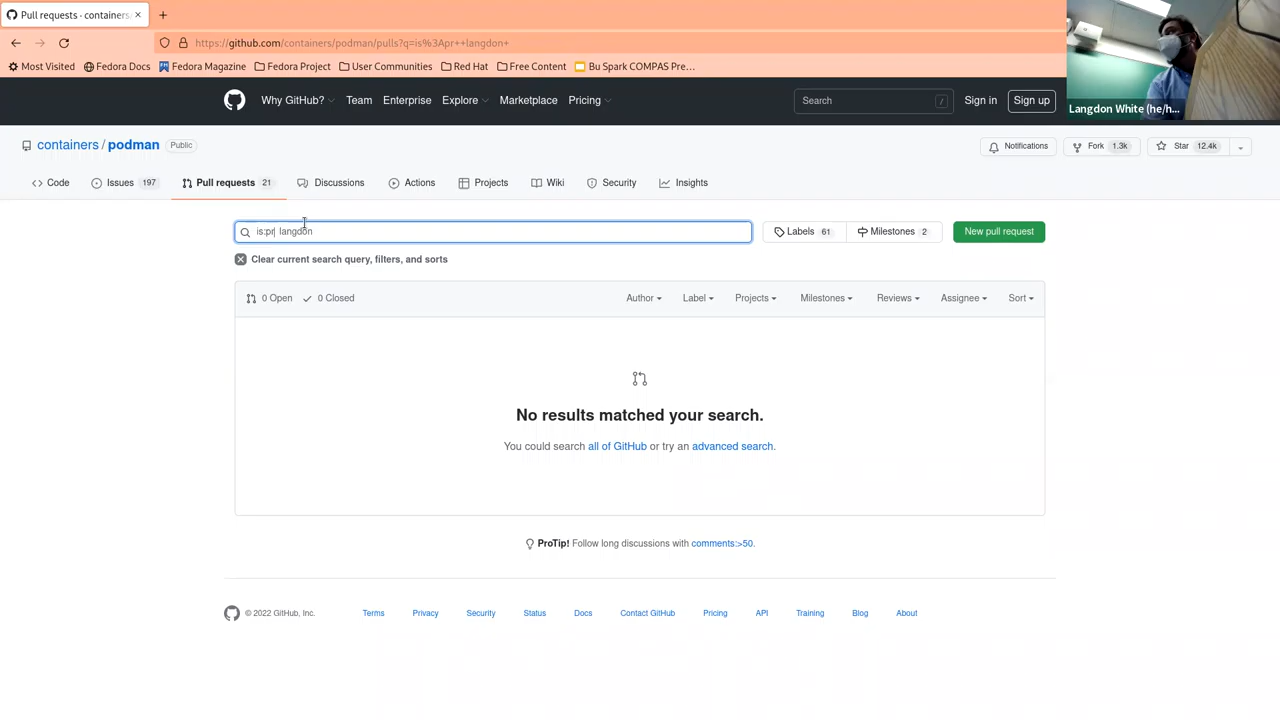 Pull requests · containers/
https://github.com/containers/podman/pulls?q=is%3Apr++langdon+
Most Visited Fedora Docs Fedora Magazine Fedora Project User Communities Red Hat Free Content Bu Spark COMPAS Pre…
Langdon White (he/h...
Why GitHub? Team Enterprise Explore Marketplace Pricing Search / Sign in Sign up
containers / podman Public Notifications Fork 1.3k Star 12.4k
Code Issues 197 Pull requests 21 Discussions Actions Projects Wiki Security Insights
is:pr langdon Labels 61 Milestones 2 New pull request
Clear current search query, filters, and sorts
0 Open 0 Closed Author Label Projects Milestones Reviews Assignee Sort
No results matched your search.
You could search all of GitHub or try an advanced search.
ProTip! Follow long discussions with comments:>50.
© 2022 GitHub, Inc. Terms Privacy Security Status Docs Contact GitHub Pricing API Training Blog About